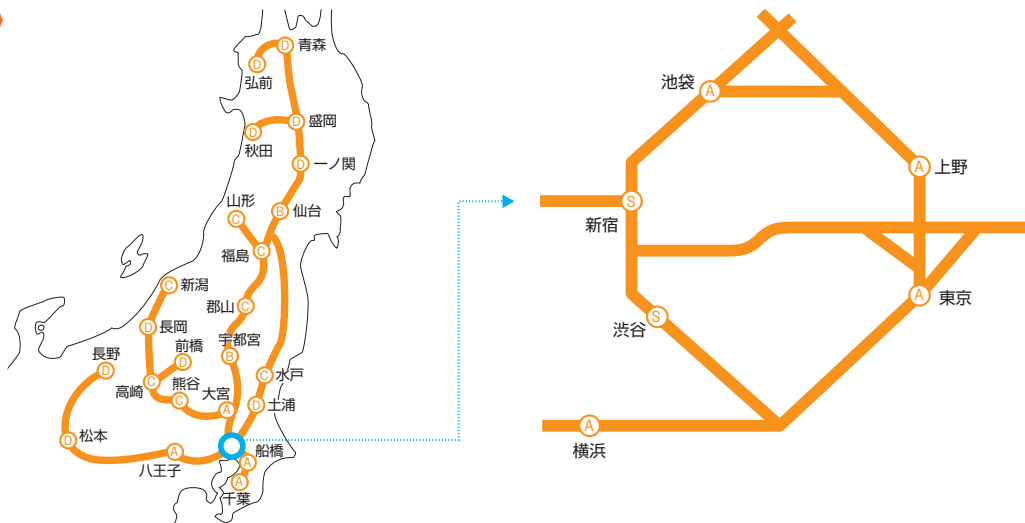 D 青森
D
弘前
D 盛岡
D
秋田
D 一ノ関
山形
C
B 仙台
福島 C
C 新潟
郡山 C
D 長岡
宇都宮
B
前橋
D
長野
D
高崎 C
熊谷
C
大宮
A
C 水戸
D 土浦
D 松本
A
八王子
船橋
A
A
千葉
池袋 A
A 上野
S
新宿
A 東京
S
渋谷
A
横浜